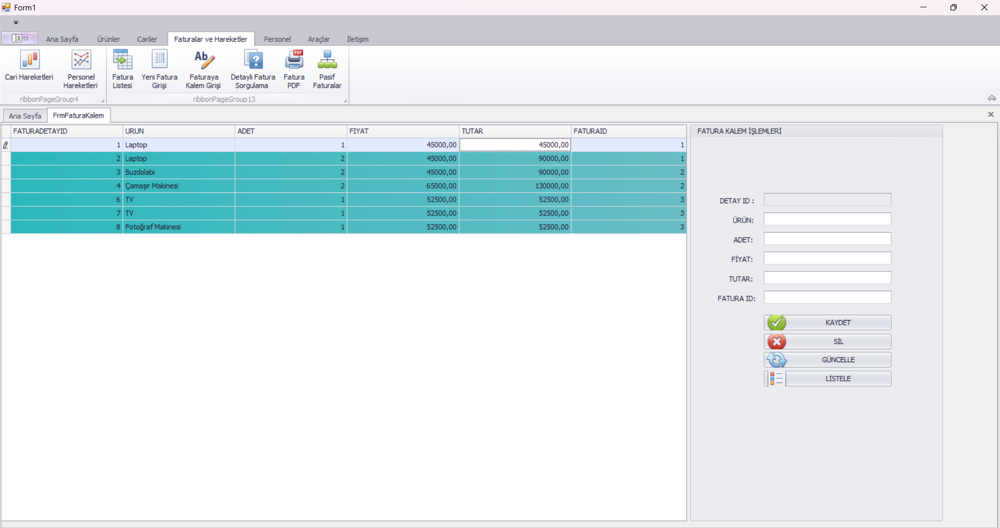 Form1
Ana Sayfa Ürünler Cariler Faturalar ve Hareketler Personel Araçlar İletişim
Cari Hareketleri
Personel
Hareketleri
ribbonPageGroup4
Fatura
Listesi
Yeni Fatura
Girişi
Faturaya
Kalem Girişi
Detaylı Fatura
Sorgulama
PDF
Fatura
PDF
Pasif
Faturalar
ribbonPageGroup13
Ana Sayfa FrmFaturaKalem
FATURADETAYID URUN ADET FIYAT TUTAR FATURAID
1 Laptop 1 45000,00 45000,00 1
2 Laptop 2 45000,00 90000,00 1
3 Buzdolabı 2 45000,00 90000,00 2
4 Çamaşır Makinesi 2 65000,00 130000,00 2
6 TV 1 52500,00 52500,00 3
7 TV 1 52500,00 52500,00 3
8 Fotoğraf Makinesi 1 52500,00 52500,00 3
FATURA KALEM İŞLEMLERİ
DETAY ID :
ÜRÜN:
ADET:
FİYAT:
TUTAR:
FATURA ID:
KAYDET
SİL
GÜNCELLE
LİSTELE